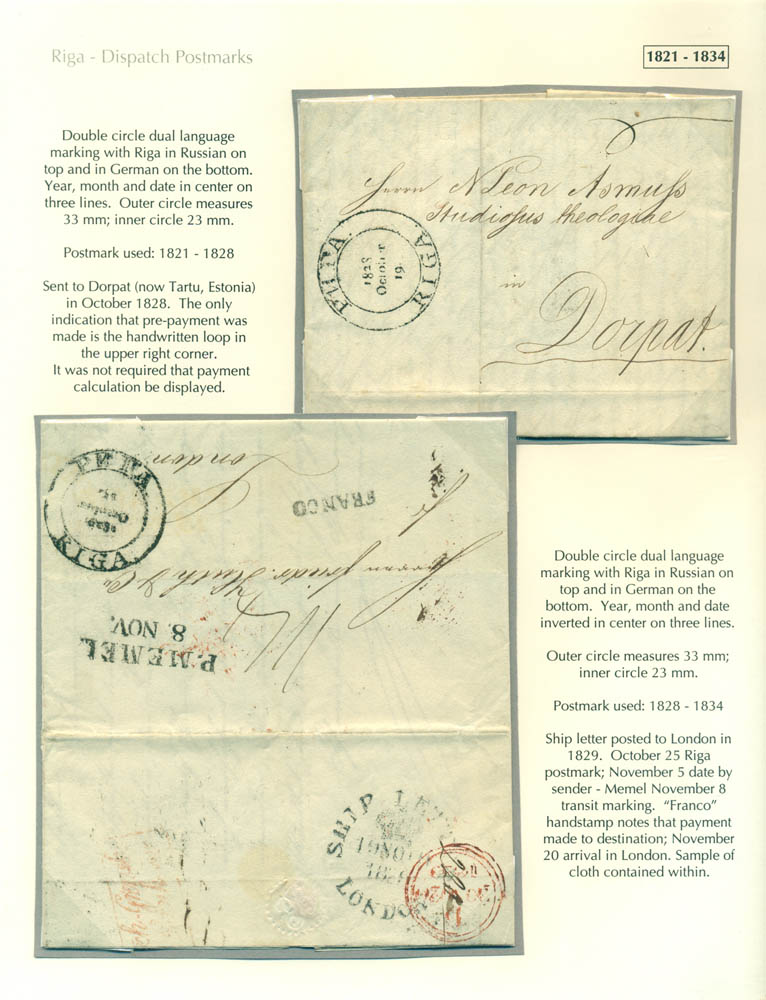 Riga - Dispatch Postmarks
1821 - 1834
Double circle dual language
marking with Riga in Russian on
top and in German on the bottom.
Year, month and date in center on
three lines. Outer circle measures
33 mm; inner circle 23 mm.
Postmark used: 1821 - 1828
Sent to Dorpat (now Tartu, Estonia)
in October 1828. The only
indication that pre-payment was
made is the handwritten loop in
the upper right corner.
It was not required that payment
calculation be displayed.
Herrn N Leon Asmuss
Studiosus theologiae
in
Dorpat.
РИГА.
1828
October
19.
RIGA.
London
FRANCO
РИГА
RIGA.
P.MEMEL
8. NOV.
SHIP LETTER
19 NO
LONDON
Double circle dual language
marking with Riga in Russian on
top and in German on the
bottom. Year, month and date
inverted in center on three lines.
Outer circle measures 33 mm;
inner circle 23 mm.
Postmark used: 1828 - 1834
Ship letter posted to London in
1829. October 25 Riga
postmark; November 5 date by
sender - Memel November 8
transit marking. “Franco”
handstamp notes that payment
made to destination; November
20 arrival in London. Sample of
cloth contained within.